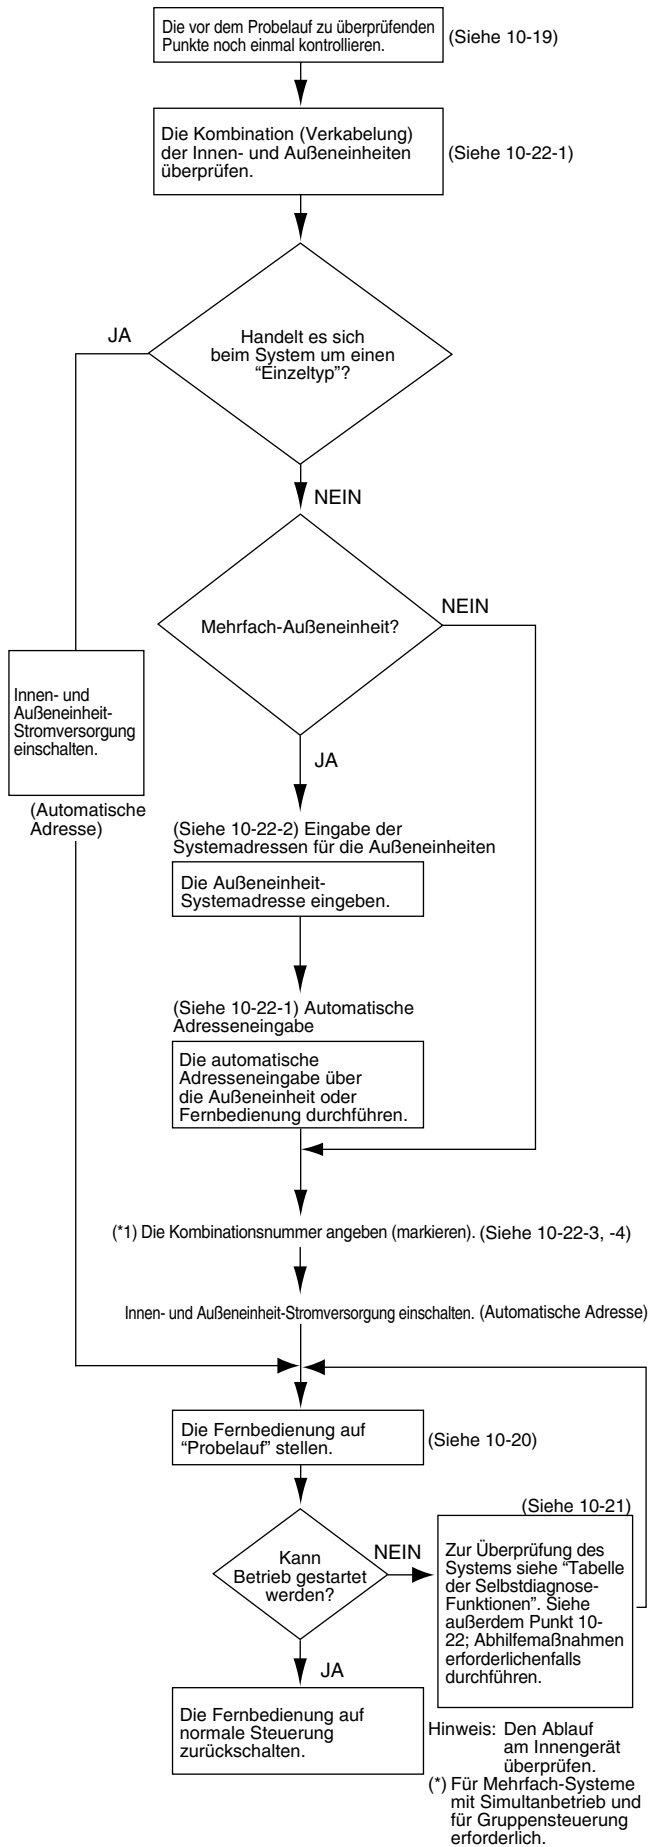 Die vor dem Probelauf zu überprüfenden
Punkte noch einmal kontrollieren.
(Siehe 10-19)
Die Kombination (Verkabelung)
der Innen- und Außeneinheiten
überprüfen.
(Siehe 10-22-1)
JA
Handelt es sich
beim System um einen
“Einzeltyp”?
NEIN
Mehrfach-Außeneinheit?
NEIN
Innen- und
Außeneinheit-
Stromversorgung
einschalten.
(Automatische
Adresse)
JA
(Siehe 10-22-2) Eingabe der
Systemadressen für die Außeneinheiten
Die Außeneinheit-
Systemadresse eingeben.
(Siehe 10-22-1) Automatische
Adresseneingabe
Die automatische
Adresseneingabe über
die Außeneinheit oder
Fernbedienung durchführen.
(*1) Die Kombinationsnummer angeben (markieren). (Siehe 10-22-3, -4)
Innen- und Außeneinheit-Stromversorgung einschalten. (Automatische Adresse)
Die Fernbedienung auf
“Probelauf” stellen.
(Siehe 10-20)
Kann
Betrieb gestartet
werden?
NEIN
(Siehe 10-21)
Zur Überprüfung des
Systems siehe “Tabelle
der Selbstdiagnose-
Funktionen”. Siehe
außerdem Punkt 10-
22; Abhilfemaßnahmen
erforderlichenfalls
durchführen.
JA
Die Fernbedienung auf
normale Steuerung
zurückschalten.
Hinweis: Den Ablauf
am Innengerät
überprüfen.
(*) Für Mehrfach-Systeme
mit Simultanbetrieb und
für Gruppensteuerung
erforderlich.